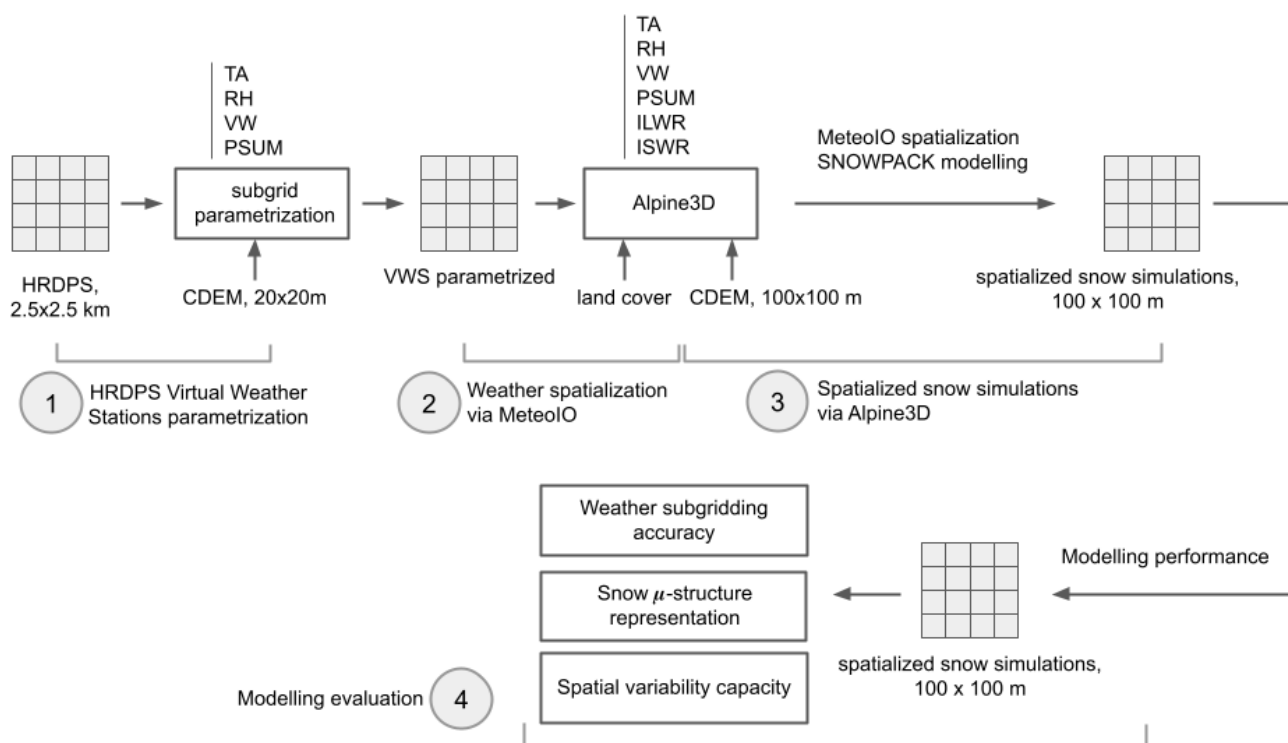 TA
RH
VW
PSUM
TA
RH
VW
PSUM
ILWR
ISWR
HRDPS,
2.5x2.5 km
subgrid
parametrization
CDEM, 20x20m
VWS parametrized
Alpine3D
land cover
CDEM, 100x100 m
MeteoIO spatialization
SNOWPACK modelling
spatialized snow simulations,
100 x 100 m
1
HRDPS Virtual Weather
Stations parametrization
2
Weather spatialization
via MeteoIO
3
Spatialized snow simulations
via Alpine3D
Weather subgridding
accuracy
Snow μ-structure
representation
Spatial variability capacity
Modelling performance
spatialized snow simulations,
100 x 100 m
Modelling evaluation
4